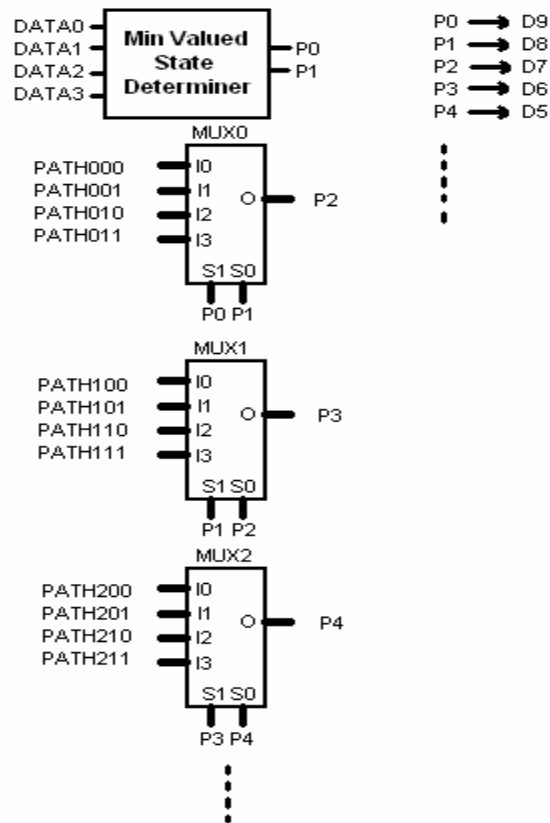 DATA0
DATA1
DATA2
DATA3
Min Valued
State
Determiner
P0
P1
P0 D9
P1 D8
P2 D7
P3 D6
P4 D5
MUX0
PATH000 I0
PATH001 I1
PATH010 I2
PATH011 I3
O P2
S1 S0
P0 P1
MUX1
PATH100 I0
PATH101 I1
PATH110 I2
PATH111 I3
O P3
S1 S0
P1 P2
MUX2
PATH200 I0
PATH201 I1
PATH210 I2
PATH211 I3
O P4
S1 S0
P3 P4